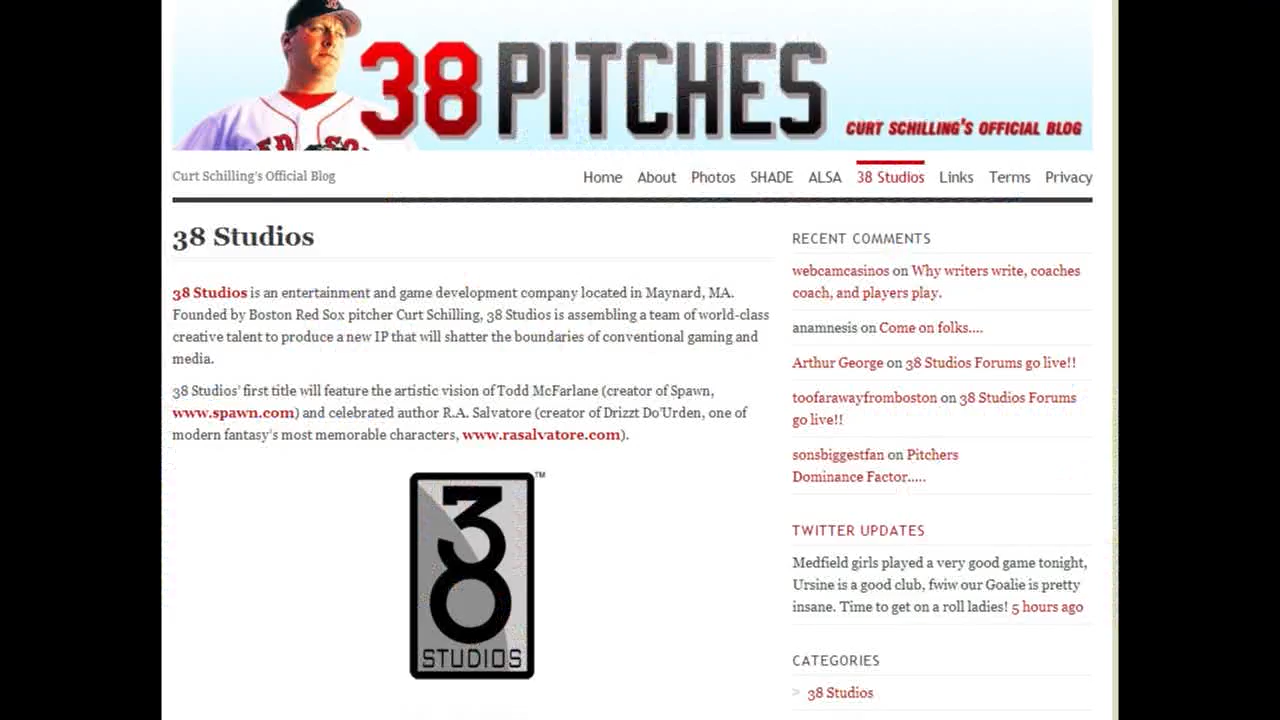 38 PITCHES
CURT SCHILLING'S OFFICIAL BLOG
Curt Schilling's Official Blog
Home About Photos SHADE ALSA 38 Studios Links Terms Privacy
38 Studios
38 Studios is an entertainment and game development company located in Maynard, MA.
Founded by Boston Red Sox pitcher Curt Schilling, 38 Studios is assembling a team of world-class
creative talent to produce a new IP that will shatter the boundaries of conventional gaming and
media.
38 Studios' first title will feature the artistic vision of Todd McFarlane (creator of Spawn,
www.spawn.com) and celebrated author R.A. Salvatore (creator of Drizzt Do'Urden, one of
modern fantasy's most memorable characters, www.rasalvatore.com).
38
STUDIOS
TM
RECENT COMMENTS
webcamcasinos on Why writers write, coaches
coach, and players play.
anamnesis on Come on folks....
Arthur George on 38 Studios Forums go live!!
toofarawayfromboston on 38 Studios Forums
go live!!
sonsbiggestfan on Pitchers
Dominance Factor.....
TWITTER UPDATES
Medfield girls played a very good game tonight,
Ursine is a good club, fwiw our Goalie is pretty
insane. Time to get on a roll ladies! 5 hours ago
CATEGORIES
> 38 Studios